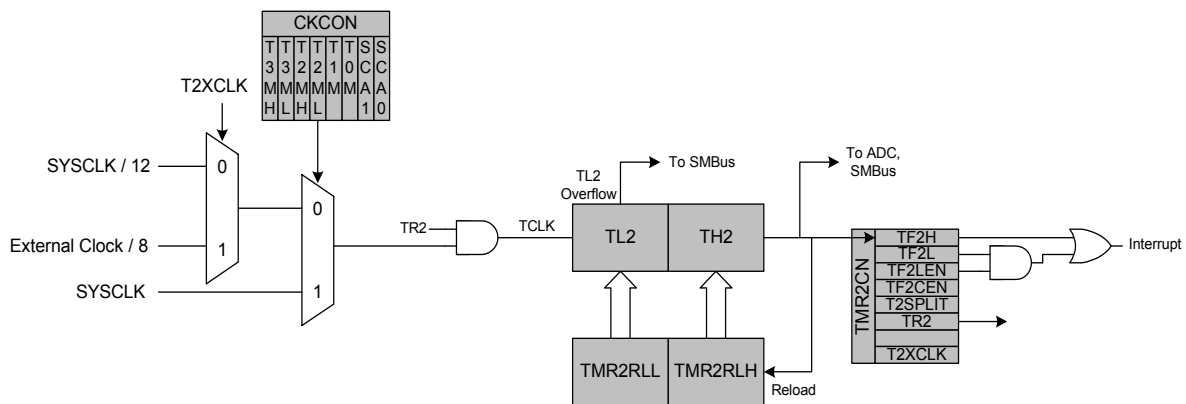 CKCON
T3MH
T3ML
T2MH
T2ML
T1M
T0M
SCA1
SCA0
T2XCLK
SYSCLK / 12
0
1
External Clock / 8
SYSCLK
0
1
TR2
TCLK
TL2
Overflow
To SMBus
To ADC,
SMBus
TL2
TH2
TMR2RLL
TMR2RLH
Reload
TMR2CN
TF2H
TF2L
TF2LEN
TF2CEN
T2SPLIT
TR2
T2XCLK
Interrupt